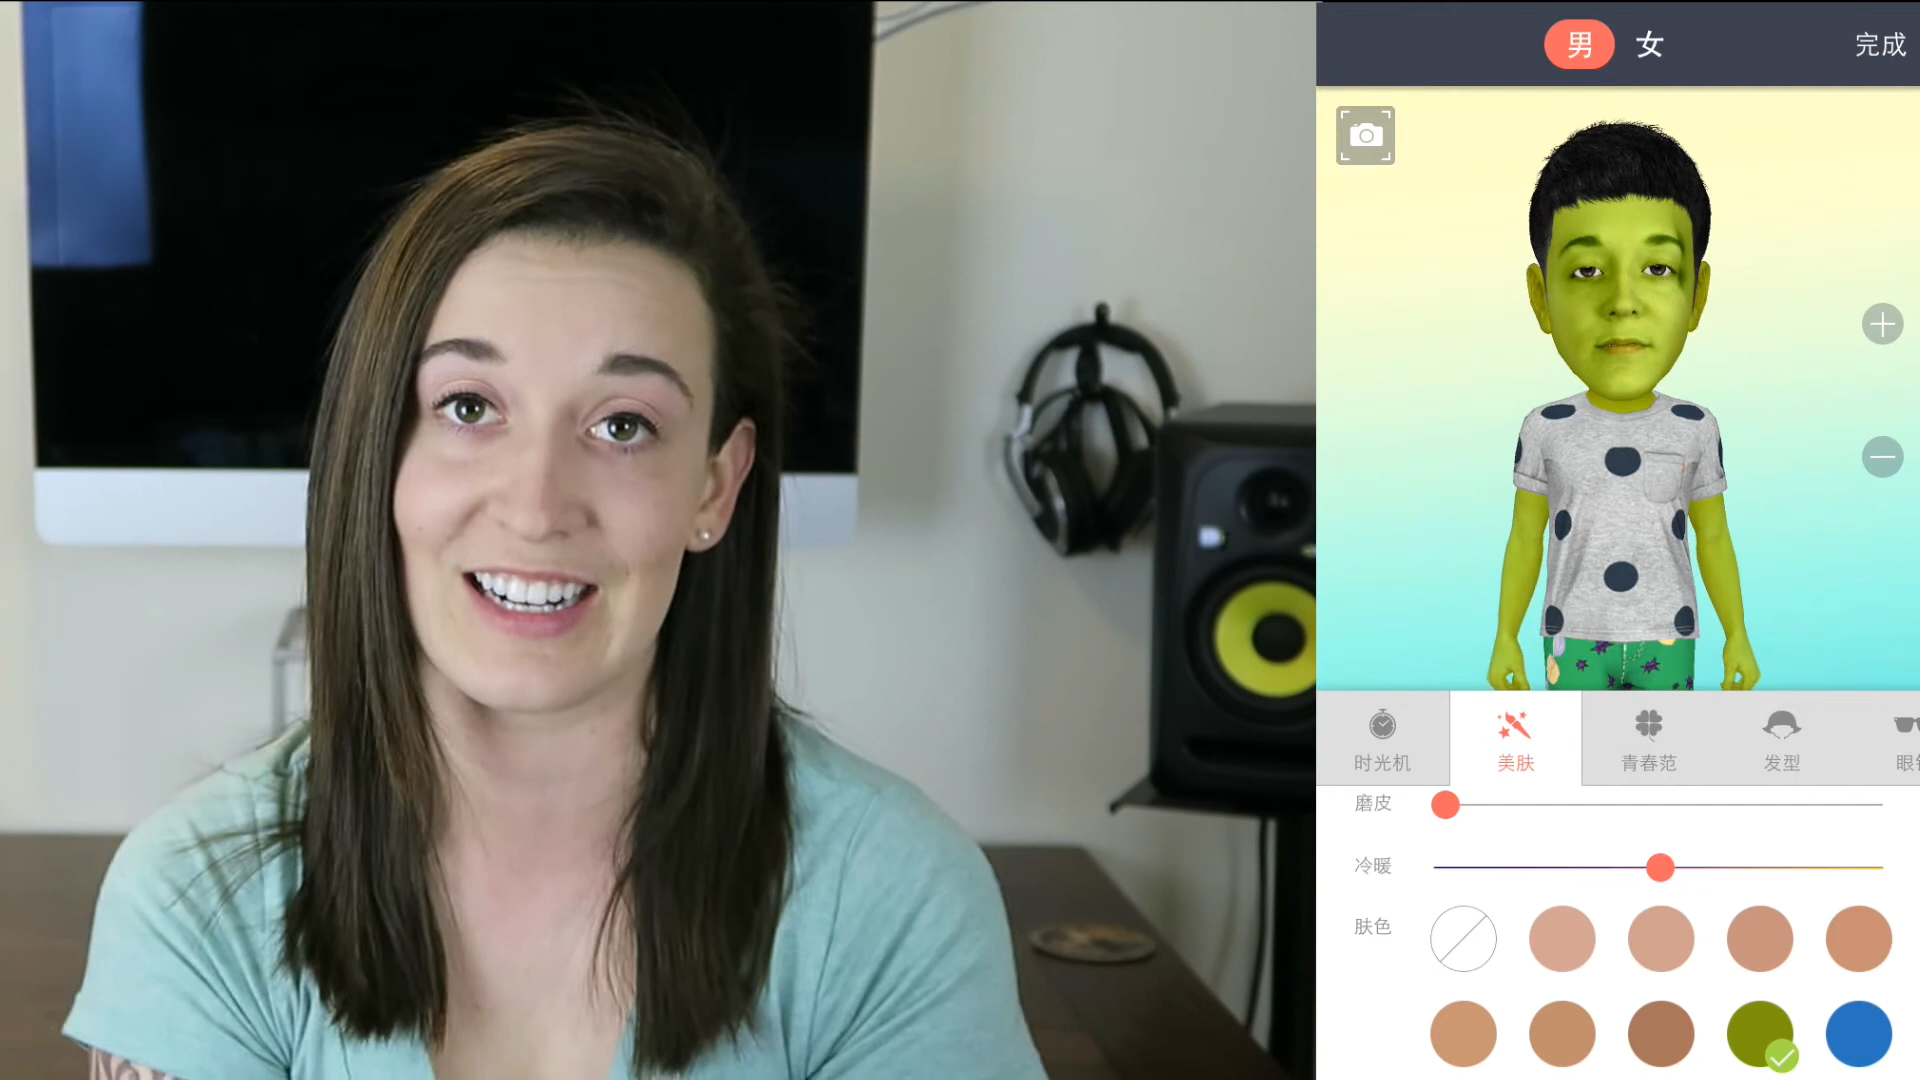 男 女 完成
时光机 美肤 青春范 发型 眼
磨皮
冷暖
肤色